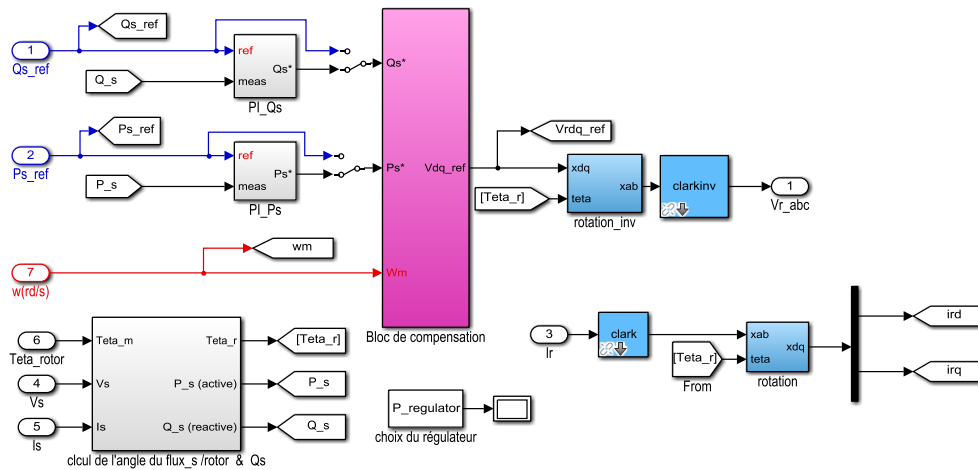 Qs_ref
1
Qs_ref
Q_s
ref
meas
Qs*
PI_Qs
Qs*
Ps_ref
2
Ps_ref
P_s
ref
meas
Ps*
PI_Ps
Ps*
Vdq_ref
Wm
Bloc de compensation
wm
7
w(rd/s)
Vrdq_ref
[Teta_r]
xdq
teta
xab
rotation_inv
clarkinv
1
Vr_abc
6
Teta_rotor
4
Vs
5
Is
Teta_m
Vs
Is
Teta_r
P_s (active)
Q_s (reactive)
clcul de l'angle du flux_s /rotor & Qs
[Teta_r]
P_s
Q_s
P_regulator
choix du régulateur
3
Ir
clark
[Teta_r]
From
xab
teta
xdq
rotation
ird
irq